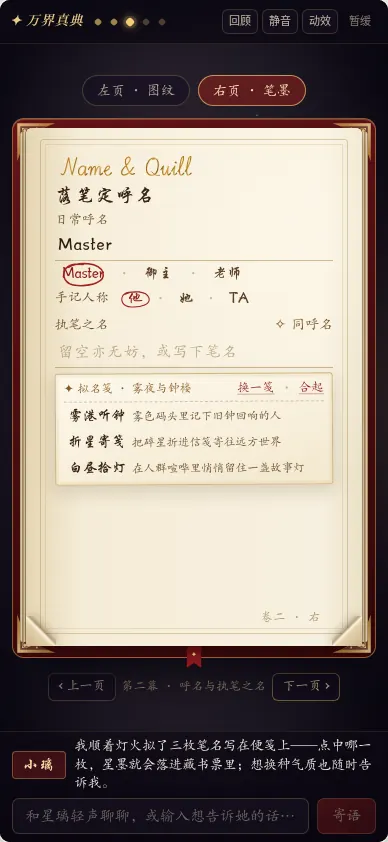 ✦ 万界真典
回顾 静音 动效 暂缓
左页 · 图纹 右页 · 笔墨
Name & Quill
落笔定呼名
日常呼名
Master
Master · 御主 · 老师
手记人称 他 · 她 · TA
执笔之名 ✧ 同呼名
留空亦无妨，或写下笔名
✦ 拟名笺 · 雾夜与钟楼 换一笺 · 合起
雾港听钟 雾色码头里记下旧钟回响的人
折星寄笺 把碎星折进信笺寄往远方世界
白昼拾灯 在人群喧哗里悄悄留住一盏故事灯
卷二 · 右
‹ 上一页 第二幕 · 呼名与执笔之名 下一页 ›
小璃
我顺着灯火拟了三枚笔名写在便笺上——点中哪一
枚，星墨就会落进藏书票里；想换种气质也随时告
诉我。
和星璃轻声聊聊，或输入想告诉她的话… 寄语